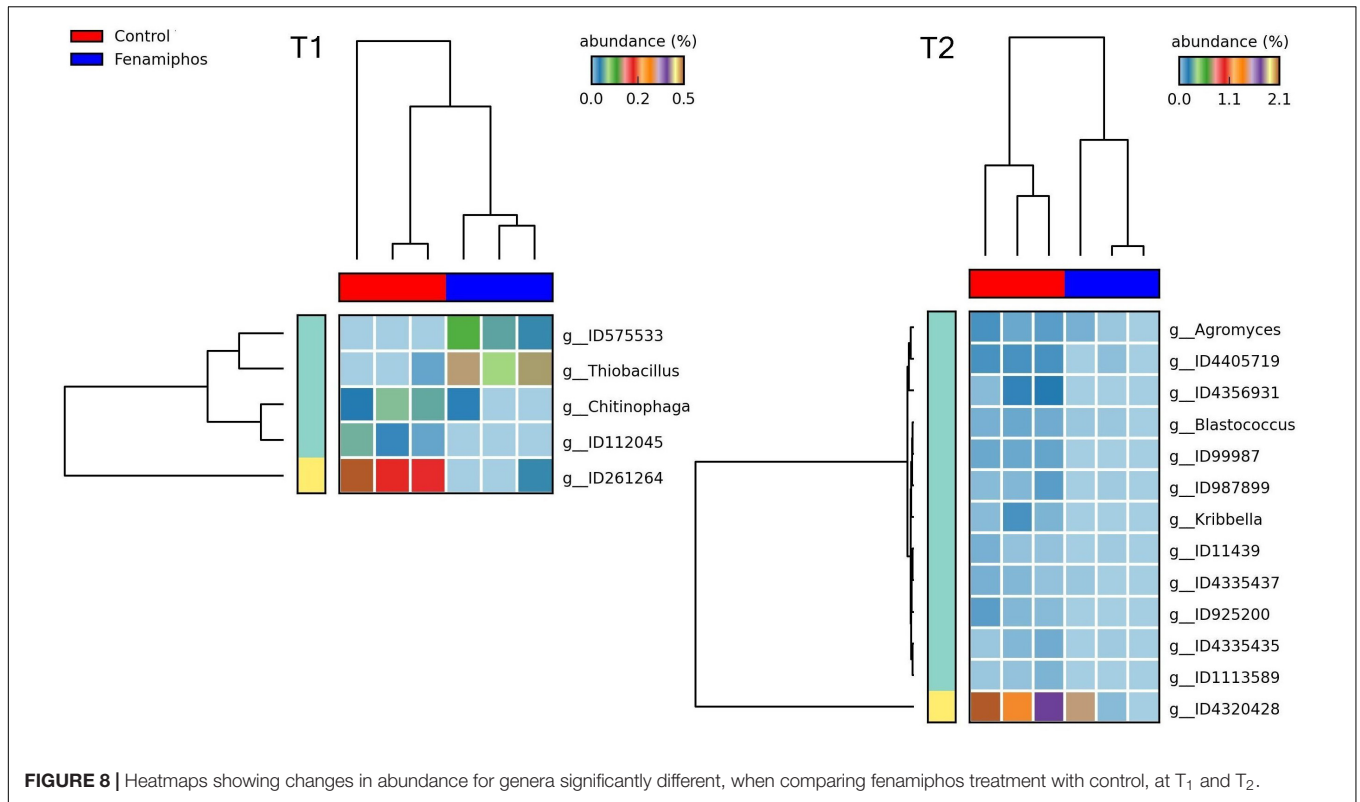 Control
Fenamiphos
T1
abundance (%)
0.0 0.2 0.5
g__ID575533
g__Thiobacillus
g__Chitinophaga
g__ID112045
g__ID261264
T2
abundance (%)
0.0 1.1 2.1
g__Agromyces
g__ID4405719
g__ID4356931
g__Blastococcus
g__ID99987
g__ID987899
g__Kribbella
g__ID11439
g__ID4335437
g__ID925200
g__ID4335435
g__ID1113589
g__ID4320428
FIGURE 8 | Heatmaps showing changes in abundance for genera significantly different, when comparing fenamiphos treatment with control, at T₁ and T₂.